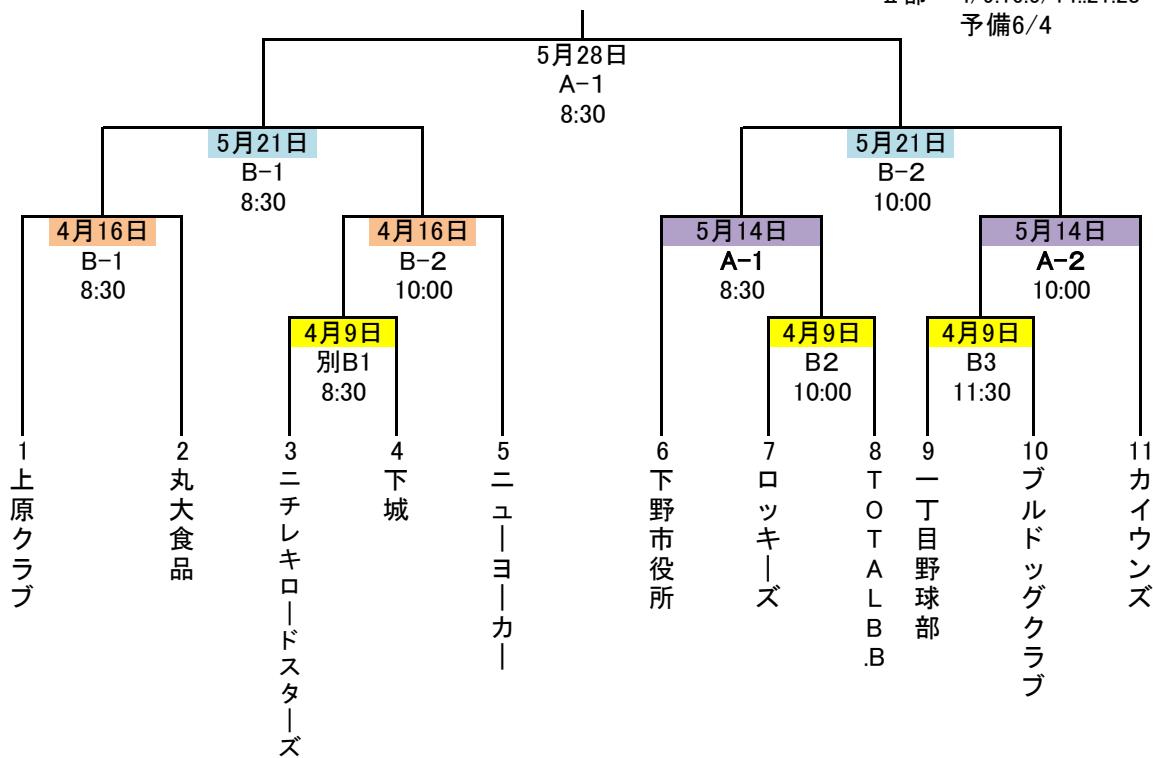 予備6/4
5月28日
A-1
8:30
5月21日
B-1
8:30
5月21日
B-2
10:00
4月16日
B-1
8:30
4月16日
B-2
10:00
5月14日
A-1
8:30
5月14日
A-2
10:00
4月9日
別B1
8:30
4月9日
B2
10:00
4月9日
B3
11:30
1
上原クラブ
2
丸大食品
3
ニチレキロードスターズ
4
下城
5
ニューヨーカー
6
下野市役所
7
ロッキーズ
8
TOTALB.B
9
一丁目野球部
10
ブルドッグクラブ
11
カイウンズ